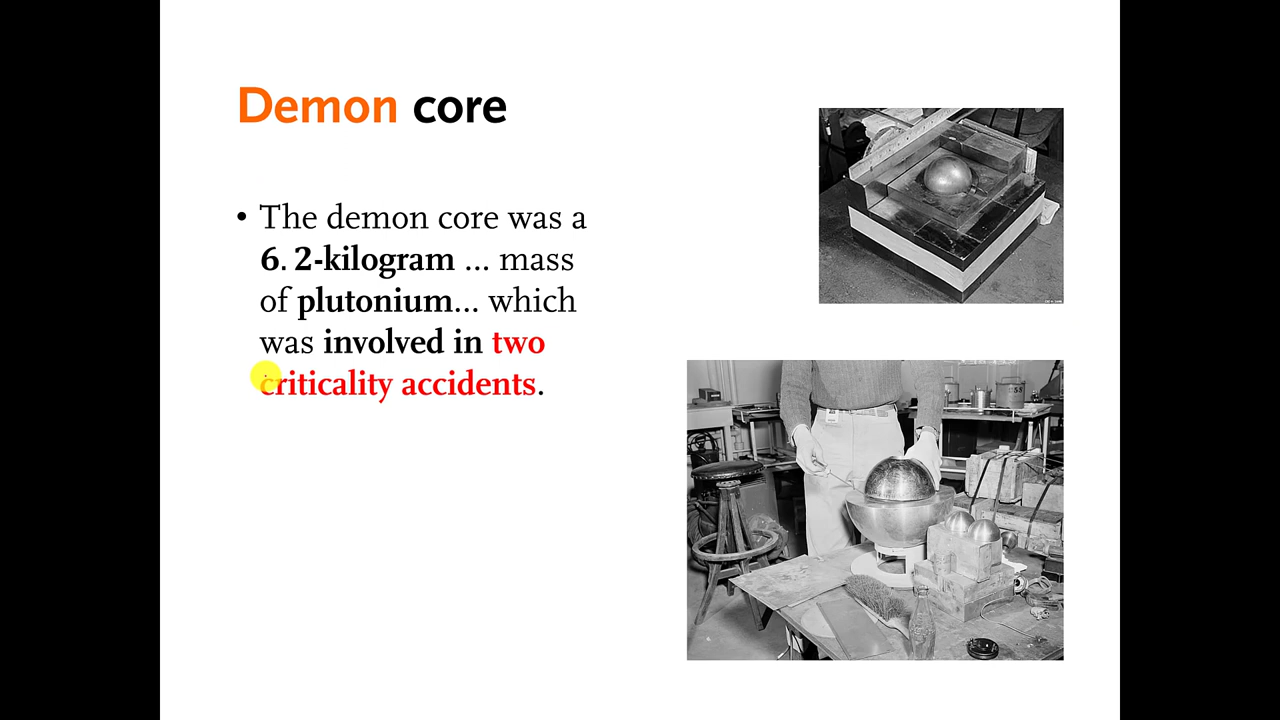 Demon core
• The demon core was a
6. 2-kilogram ... mass
of plutonium... which
was involved in two
criticality accidents.